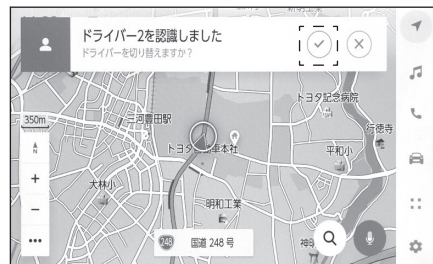 ドライバー2を認識しました
ドライバーを切り替えますか?
350m
N
三河豊田駅
トヨタ記念病院
行徳寺
トヨタ
車本社
平和小
大林小
明和工業
248
国道 248 号